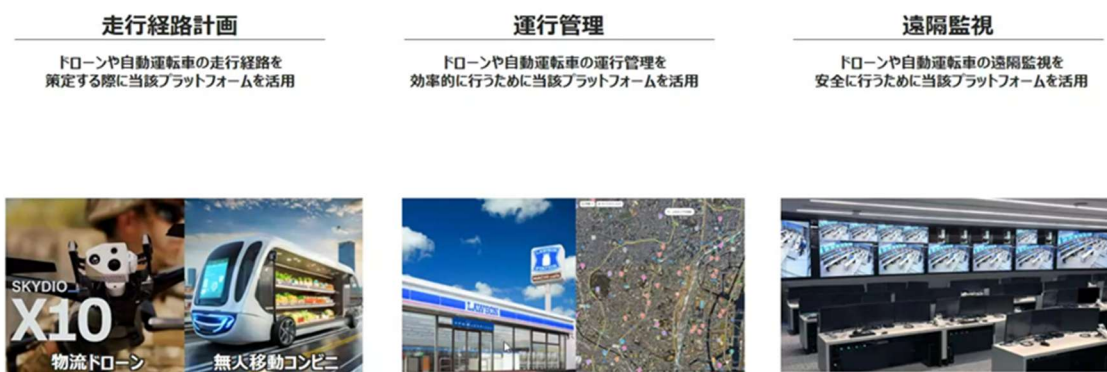 走行経路計画
ドローンや自動運転車の走行経路を
策定する際に当該プラットフォームを活用
運行管理
ドローンや自動運転車の運行管理を
効率的に行うために当該プラットフォームを活用
遠隔監視
ドローンや自動運転車の遠隔監視を
安全に行うために当該プラットフォームを活用
SKYDIO
X10
物流ドローン
無人移動コンビニ
LAWSON